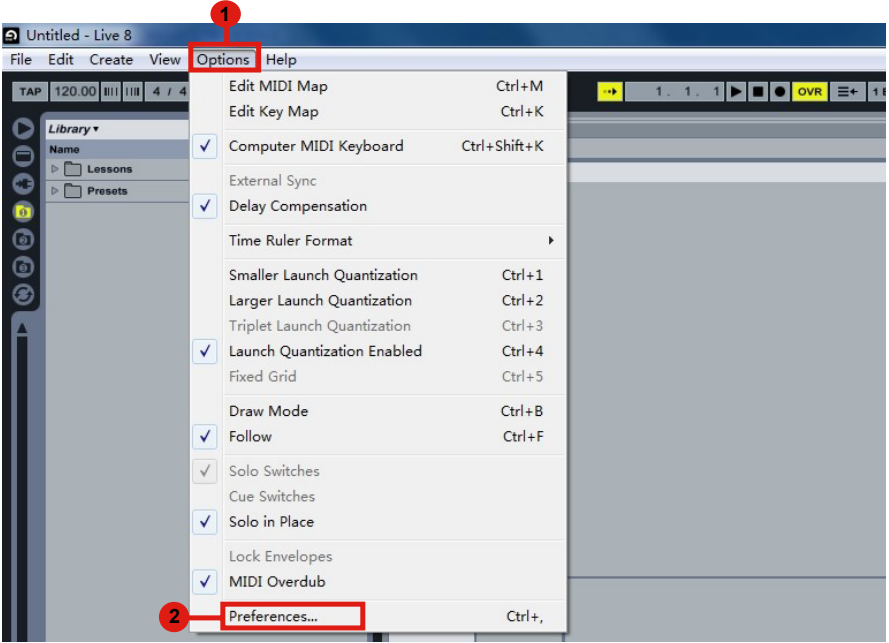 1
Untitled - Live 8
File Edit Create View Options Help
TAP 120.00 4 / 4
1. 1. 1 OVR
Library
Name
Lessons
Presets
Edit MIDI Map Ctrl+M
Edit Key Map Ctrl+K
Computer MIDI Keyboard Ctrl+Shift+K
External Sync
Delay Compensation
Time Ruler Format
Smaller Launch Quantization Ctrl+1
Larger Launch Quantization Ctrl+2
Triplet Launch Quantization Ctrl+3
Launch Quantization Enabled Ctrl+4
Fixed Grid Ctrl+5
Draw Mode Ctrl+B
Follow Ctrl+F
Solo Switches
Cue Switches
Solo in Place
Lock Envelopes
MIDI Overdub
2 Preferences... Ctrl+,